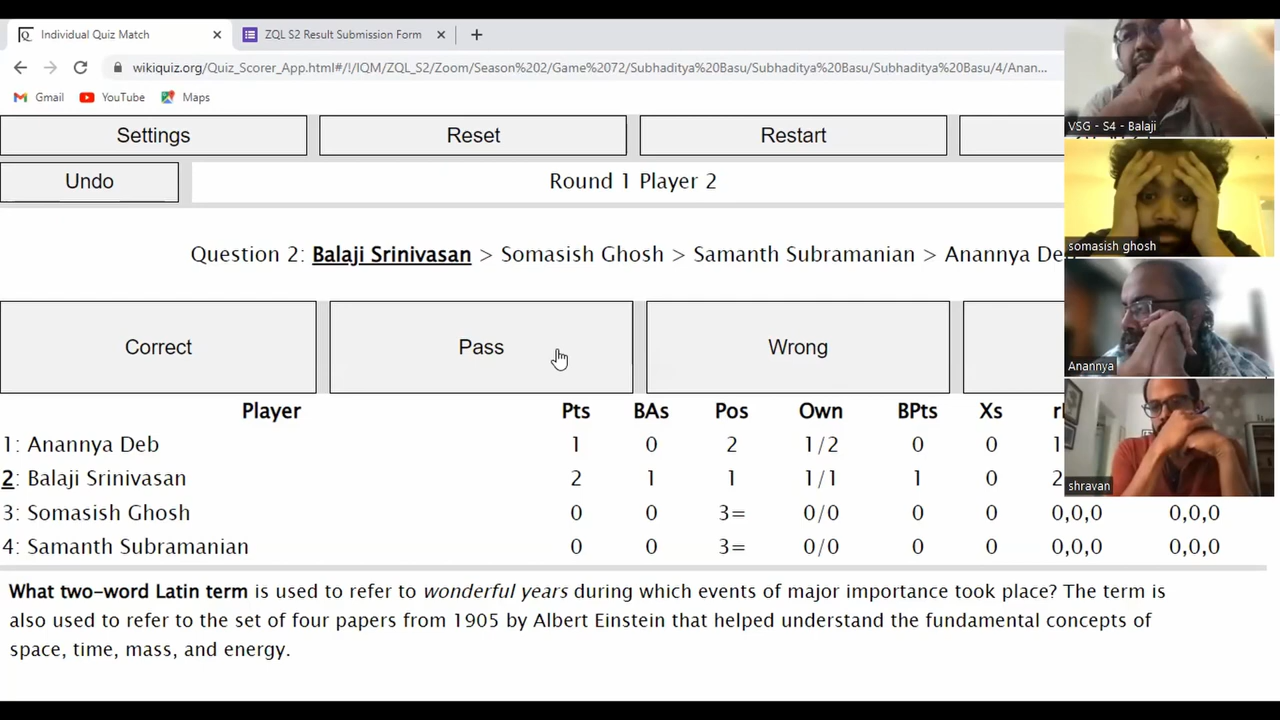 Individual Quiz Match
ZQL S2 Result Submission Form
wikiquiz.org/Quiz_Scorer_App.html#/I/IQM/ZQL_S2/Zoom/Season%202/Game%2072/Subhaditya%20Basu/Subhaditya%20Basu/Subhaditya%20Basu/4/Anan...
Gmail YouTube Maps
VSG - S4 - Balaji
Settings Reset Restart
Undo Round 1 Player 2
somasish ghosh
Question 2: Balaji Srinivasan > Somasish Ghosh > Samanth Subramanian > Anannya De
Correct Pass Wrong
Anannya
Player Pts BAs Pos Own BPts Xs
1: Anannya Deb 1 0 2 1/2 0 0 1
2: Balaji Srinivasan 2 1 1 1/1 1 0 2
shravan
3: Somasish Ghosh 0 0 3= 0/0 0 0 0,0,0 0,0,0
4: Samanth Subramanian 0 0 3= 0/0 0 0 0,0,0 0,0,0
What two-word Latin term is used to refer to wonderful years during which events of major importance took place? The term is
also used to refer to the set of four papers from 1905 by Albert Einstein that helped understand the fundamental concepts of
space, time, mass, and energy.